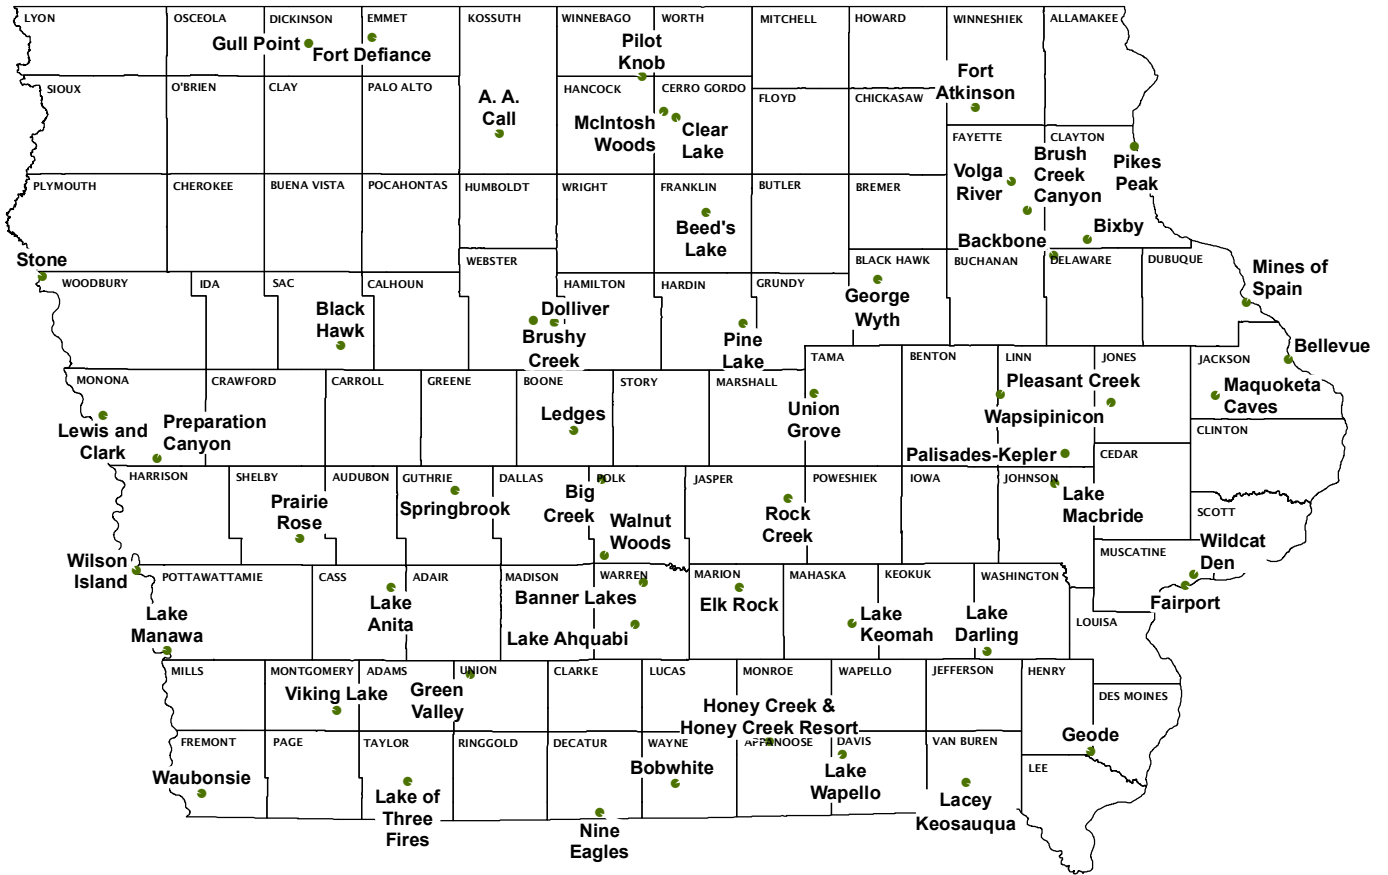 LYON
OSCEOLA
DICKINSON
EMMET
KOSSUTH
WINNEBAGO
WORTH
MITCHELL
HOWARD
WINNESHIEK
ALLAMAKEE
Gull Point
Fort Defiance
Pilot
Knob
SIOUX
O'BRIEN
CLAY
PALO ALTO
A. A.
Call
HANCOCK
CERRO GORDO
FLOYD
CHICKASAW
Fort
Atkinson
McIntosh
Woods
Clear
Lake
FAYETTE
CLAYTON
Volga
River
Brush
Creek
Canyon
Pikes
Peak
PLYMOUTH
CHEROKEE
BUENA VISTA
POCAHONTAS
HUMBOLDT
WRIGHT
FRANKLIN
BUTLER
BREMER
Beed's
Lake
Backbone
Bixby
Stone
WOODBURY
IDA
SAC
CALHOUN
WEBSTER
HAMILTON
HARDIN
GRUNDY
BLACK HAWK
BUCHANAN
DELAWARE
DUBUQUE
Mines of
Spain
Black
Hawk
Dolliver
Brushy
Creek
Pine
Lake
George
Wyth
Bellevue
MONONA
CRAWFORD
CARROLL
GREENE
BOONE
STORY
MARSHALL
TAMA
BENTON
LINN
JONES
JACKSON
Lewis and
Clark
Preparation
Canyon
Ledges
Union
Grove
Pleasant Creek
Wapsipinicon
Maquoketa
Caves
Palisades-Kepler
CLINTON
CEDAR
HARRISON
SHELBY
AUDUBON
GUTHRIE
DALLAS
POLK
JASPER
POWESHIEK
IOWA
JOHNSON
Prairie
Rose
Springbrook
Big
Creek
Walnut
Woods
Rock
Creek
Lake
Macbride
SCOTT
Wildcat
Den
MUSCATINE
Fairport
Wilson
Island
POTTAWATTAMIE
CASS
ADAIR
MADISON
WARREN
MARION
MAHASKA
KEOKUK
WASHINGTON
LOUISA
Lake
Manawa
Lake
Anita
Banner Lakes
Lake Ahquabi
Elk Rock
Lake
Keomah
Lake
Darling
MILLS
MONTGOMERY
ADAMS
UNION
CLARKE
LUCAS
MONROE
WAPELLO
JEFFERSON
HENRY
DES MOINES
Viking Lake
Green
Valley
Honey Creek &
Honey Creek Resort
Geode
FREMONT
PAGE
TAYLOR
RINGGOLD
DECATUR
WAYNE
APPANOOSE
DAVIS
VAN BUREN
LEE
Waubonsie
Lake of
Three
Fires
Nine
Eagles
Bobwhite
Lake
Wapello
Lacey
Keosauqua